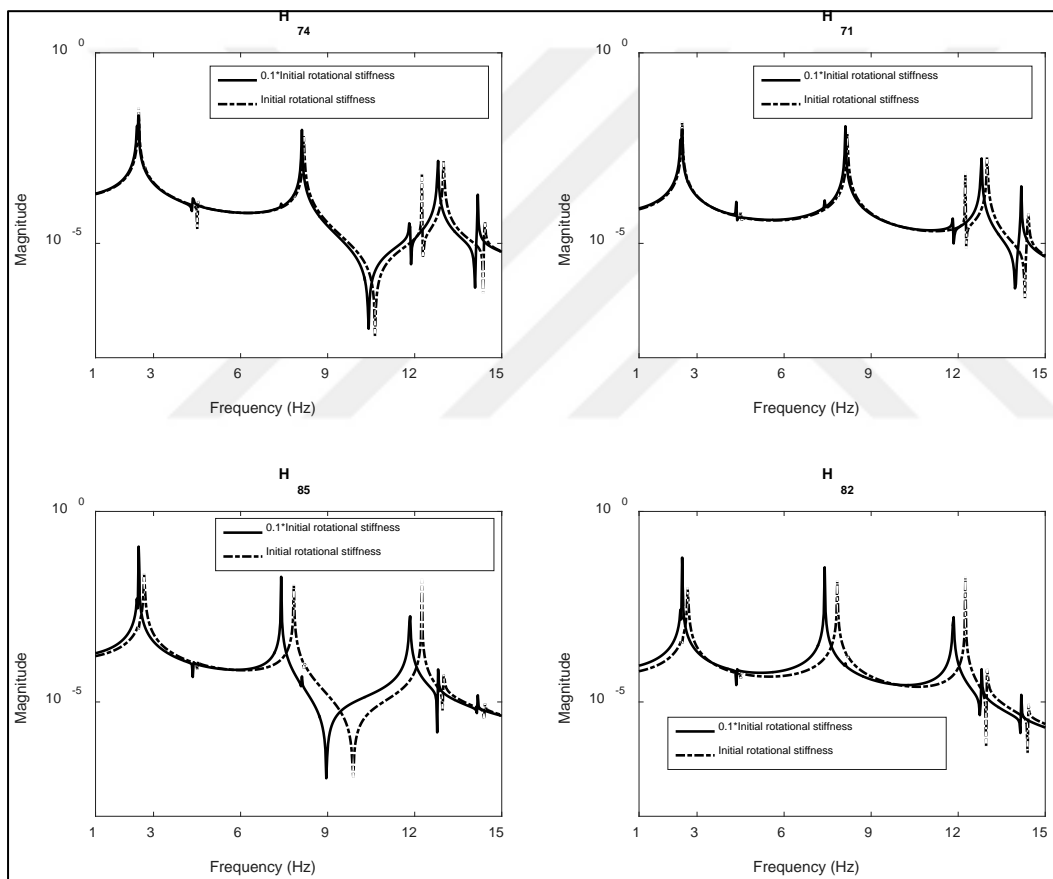 H
74
10 0
0.1*Initial rotational stiffness
Initial rotational stiffness
10 -5
Magnitude
1 3 6 9 12 15
Frequency (Hz)
H
71
10 0
0.1*Initial rotational stiffness
Initial rotational stiffness
10 -5
Magnitude
1 3 6 9 12 15
Frequency (Hz)
H
85
10 0
0.1*Initial rotational stiffness
Initial rotational stiffness
10 -5
Magnitude
1 3 6 9 12 15
Frequency (Hz)
H
82
10 0
10 -5
0.1*Initial rotational stiffness
Initial rotational stiffness
Magnitude
1 3 6 9 12 15
Frequency (Hz)